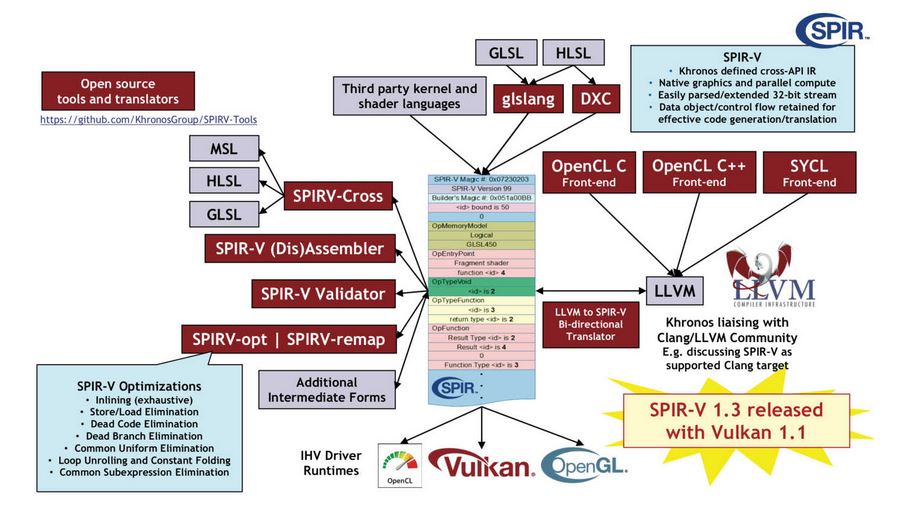 SPIR™
GLSL
HLSL
Third party kernel and
shader languages
glslang
DXC
SPIR-V
• Khronos defined cross-API IR
• Native graphics and parallel compute
• Easily parsed/extended 32-bit stream
• Data object/control flow retained for
effective code generation/translation
Open source
tools and translators
https://github.com/KhronosGroup/SPIRV-Tools
MSL
HLSL
GLSL
SPIRV-Cross
SPIR-V (Dis)Assembler
SPIR-V Validator
SPIRV-opt | SPIRV-remap
Additional
Intermediate Forms
SPIR-V Optimizations
• Inlining (exhaustive)
• Store/Load Elimination
• Dead Code Elimination
• Dead Branch Elimination
• Common Uniform Elimination
• Loop Unrolling and Constant Folding
• Common Subexpression Elimination
SPIR-V Magic #: 0x07230203
SPIR-V Version 99
Builder's Magic #: 0x051a00BB
<id> bound is 50
0
OpMemoryModel
Logical
GLSL450
OpEntryPoint
Fragment shader
function <id> 4
OpTypeVoid
<id> is 2
OpTypeFunction
<id> is 3
return type <id> is 2
OpFunction
Result Type <id> is 2
Result <id> is 4
0
Function Type <id> is 3
SPIR
OpenCL C
Front-end
OpenCL C++
Front-end
SYCL
Front-end
LLVM
LLVM
COMPILER INFRASTRUCTURE
LLVM to SPIR-V
Bi-directional
Translator
Khronos liaising with
Clang/LLVM Community
E.g. discussing SPIR-V as
supported Clang target
SPIR-V 1.3 released
with Vulkan 1.1
IHV Driver
Runtimes
OpenCL
Vulkan
OpenGL